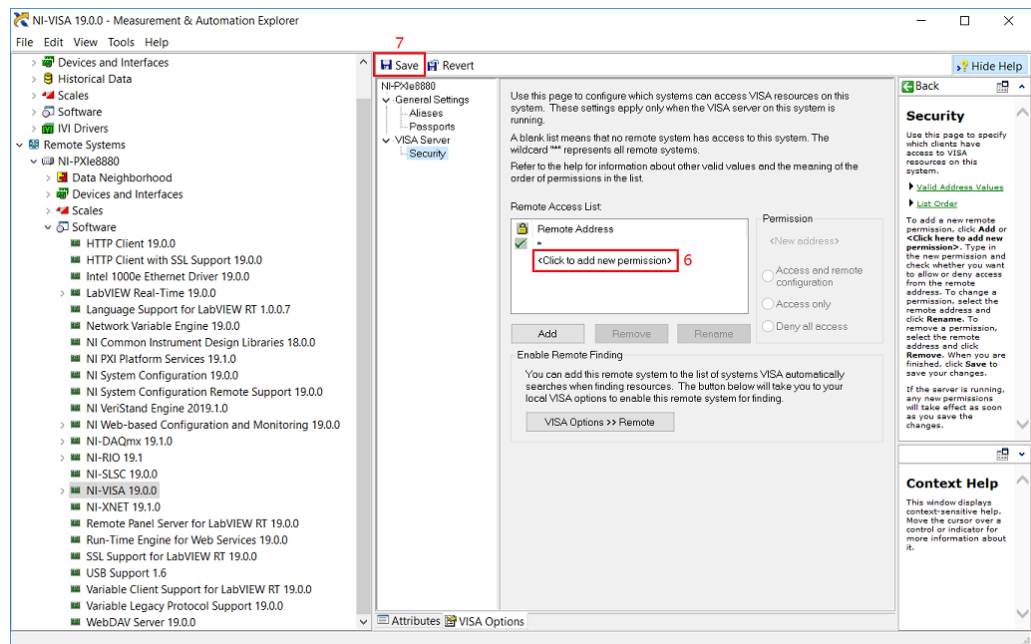 NI-VISA 19.0.0 - Measurement & Automation Explorer
File Edit View Tools Help
Devices and Interfaces
Historical Data
Scales
Software
IVI Drivers
Remote Systems
NI-PXIe8880
Data Neighborhood
Devices and Interfaces
Scales
Software
HTTP Client 19.0.0
HTTP Client with SSL Support 19.0.0
Intel 1000e Ethernet Driver 19.0.0
LabVIEW Real-Time 19.0.0
Language Support for LabVIEW RT 1.0.0.7
Network Variable Engine 19.0.0
NI Common Instrument Design Libraries 18.0.0
NI PXI Platform Services 19.1.0
NI System Configuration 19.0.0
NI System Configuration Remote Support 19.0.0
NI VeriStand Engine 2019.1.0
NI Web-based Configuration and Monitoring 19.0.0
NI-DAQmx 19.1.0
NI-RIO 19.1
NI-SLSC 19.0.0
NI-VISA 19.0.0
NI-XNET 19.1.0
Remote Panel Server for LabVIEW RT 19.0.0
Run-Time Engine for Web Services 19.0.0
SSL Support for LabVIEW RT 19.0.0
USB Support 1.6
Variable Client Support for LabVIEW RT 19.0.0
Variable Legacy Protocol Support 19.0.0
WebDAV Server 19.0.0
7
Save Revert
Hide Help
NI-PXIe8880
General Settings
Aliases
Passports
VISA Server
Security
Use this page to configure which systems can access VISA resources on this
system. These settings apply only when the VISA server on this system is
running.
A blank list means that no remote system has access to this system. The
wildcard "*" represents all remote systems.
Refer to the help for information about other valid values and the meaning of the
order of permissions in the list.
Remote Access List:
Remote Address
*
<Click to add new permission>
6
Permission
<New address>
Access and remote
configuration
Access only
Deny all access
Add Remove Rename
Enable Remote Finding
You can add this remote system to the list of systems VISA automatically
searches when finding resources. The button below will take you to your
local VISA options to enable this remote system for finding.
VISA Options >> Remote
Attributes VISA Options
Back
Security
Use this page to specify
which clients have
access to VISA
resources on this
system.
Valid Address Values
List Order
To add a new remote
permission, click Add or
<Click here to add new
permission>. Type in
the new permission and
check whether you want
to allow or deny access
from the remote
address. To change a
permission, select the
remote address and
click Rename. To
remove a permission,
select the remote
address and click
Remove. When you are
finished, click Save to
save your changes.
If the server is running,
any new permissions
will take effect as soon
as you save the
changes.
Context Help
This window displays
context-sensitive help.
Move the cursor over a
control or indicator for
more information about
it.